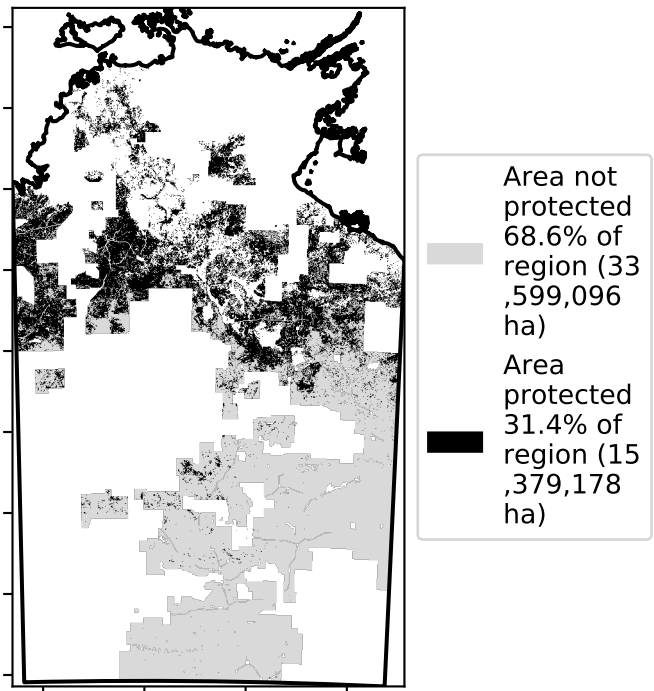 Area not
protected
68.6% of
region (33
,599,096
ha)
Area
protected
31.4% of
region (15
,379,178
ha)